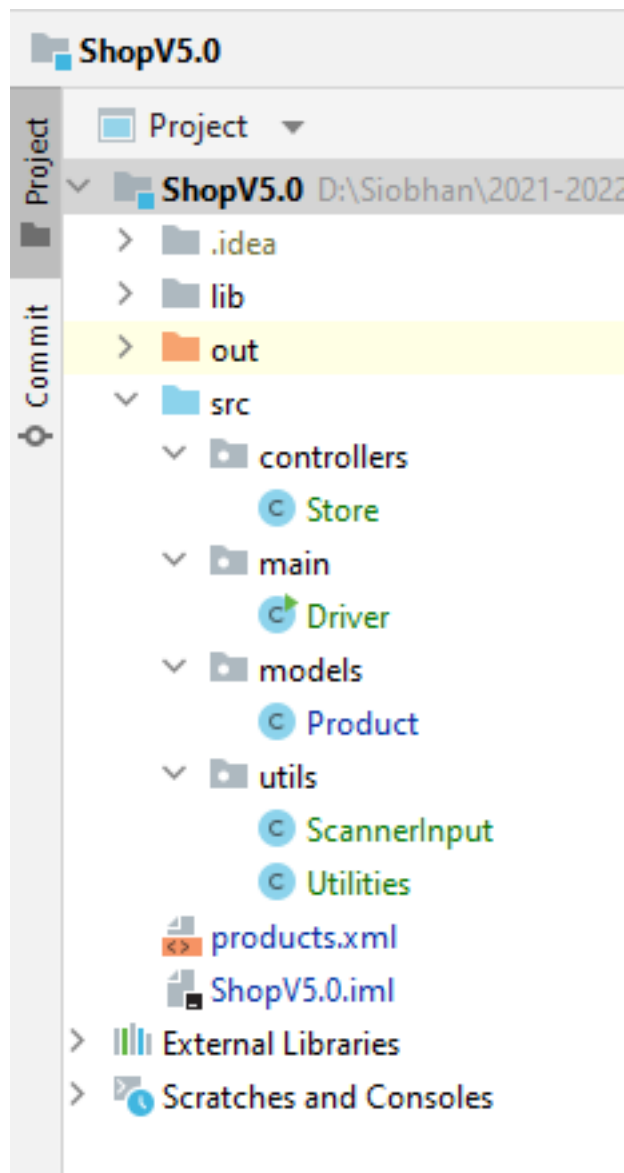 ShopV5.0
Project
Project
Commit
ShopV5.0 D:\Siobhan\2021-2022
.idea
lib
out
src
controllers
Store
main
Driver
models
Product
utils
ScannerInput
Utilities
products.xml
ShopV5.0.iml
External Libraries
Scratches and Consoles